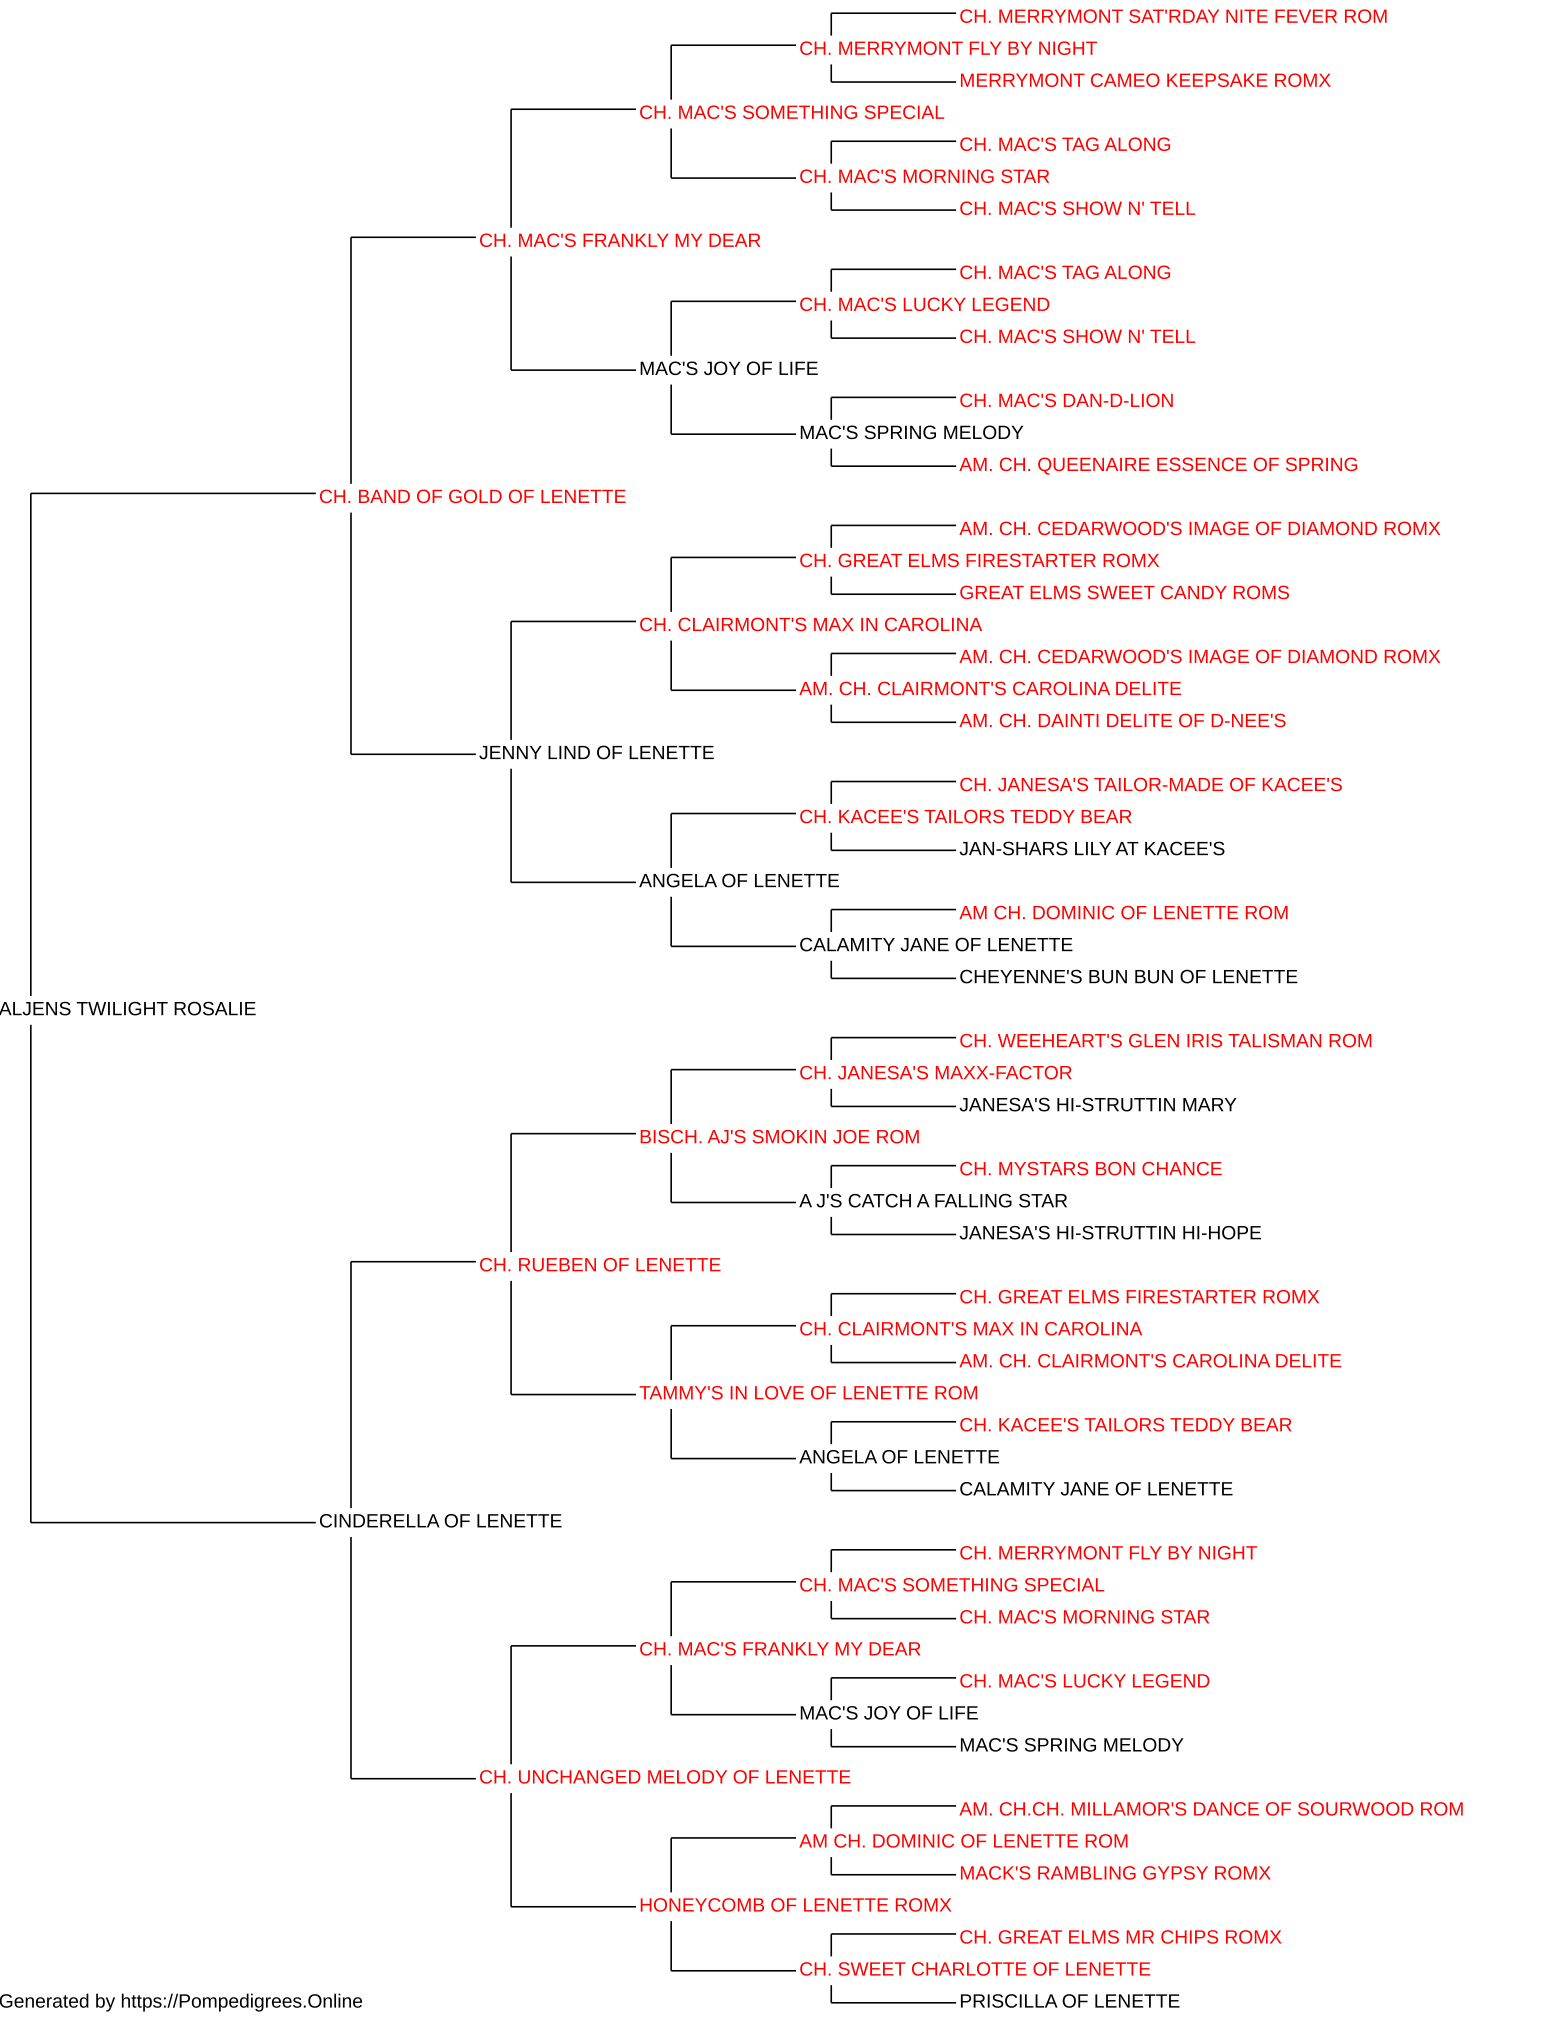 CH. MERRYMONT SAT'RDAY NITE FEVER ROM
CH. MERRYMONT FLY BY NIGHT
MERRYMONT CAMEO KEEPSAKE ROMX
CH. MAC'S SOMETHING SPECIAL
CH. MAC'S TAG ALONG
CH. MAC'S MORNING STAR
CH. MAC'S SHOW N' TELL
CH. MAC'S FRANKLY MY DEAR
CH. MAC'S TAG ALONG
CH. MAC'S LUCKY LEGEND
CH. MAC'S SHOW N' TELL
MAC'S JOY OF LIFE
CH. MAC'S DAN-D-LION
MAC'S SPRING MELODY
AM. CH. QUEENAIRE ESSENCE OF SPRING
CH. BAND OF GOLD OF LENETTE
AM. CH. CEDARWOOD'S IMAGE OF DIAMOND ROMX
CH. GREAT ELMS FIRESTARTER ROMX
GREAT ELMS SWEET CANDY ROMS
CH. CLAIRMONT'S MAX IN CAROLINA
AM. CH. CEDARWOOD'S IMAGE OF DIAMOND ROMX
AM. CH. CLAIRMONT'S CAROLINA DELITE
AM. CH. DAINTI DELITE OF D-NEE'S
JENNY LIND OF LENETTE
CH. JANESA'S TAILOR-MADE OF KACEE'S
CH. KACEE'S TAILORS TEDDY BEAR
JAN-SHARS LILY AT KACEE'S
ANGELA OF LENETTE
AM CH. DOMINIC OF LENETTE ROM
CALAMITY JANE OF LENETTE
CHEYENNE'S BUN BUN OF LENETTE
ALJENS TWILIGHT ROSALIE
CH. WEEHEART'S GLEN IRIS TALISMAN ROM
CH. JANESA'S MAXX-FACTOR
JANESA'S HI-STRUTTIN MARY
BISCH. AJ'S SMOKIN JOE ROM
CH. MYSTARS BON CHANCE
A J'S CATCH A FALLING STAR
JANESA'S HI-STRUTTIN HI-HOPE
CH. RUEBEN OF LENETTE
CH. GREAT ELMS FIRESTARTER ROMX
CH. CLAIRMONT'S MAX IN CAROLINA
AM. CH. CLAIRMONT'S CAROLINA DELITE
TAMMY'S IN LOVE OF LENETTE ROM
CH. KACEE'S TAILORS TEDDY BEAR
ANGELA OF LENETTE
CALAMITY JANE OF LENETTE
CINDERELLA OF LENETTE
CH. MERRYMONT FLY BY NIGHT
CH. MAC'S SOMETHING SPECIAL
CH. MAC'S MORNING STAR
CH. MAC'S FRANKLY MY DEAR
CH. MAC'S LUCKY LEGEND
MAC'S JOY OF LIFE
MAC'S SPRING MELODY
CH. UNCHANGED MELODY OF LENETTE
AM. CH.CH. MILLAMOR'S DANCE OF SOURWOOD ROM
AM CH. DOMINIC OF LENETTE ROM
MACK'S RAMBLING GYPSY ROMX
HONEYCOMB OF LENETTE ROMX
CH. GREAT ELMS MR CHIPS ROMX
CH. SWEET CHARLOTTE OF LENETTE
PRISCILLA OF LENETTE
Generated by https://Pompedigrees.Online